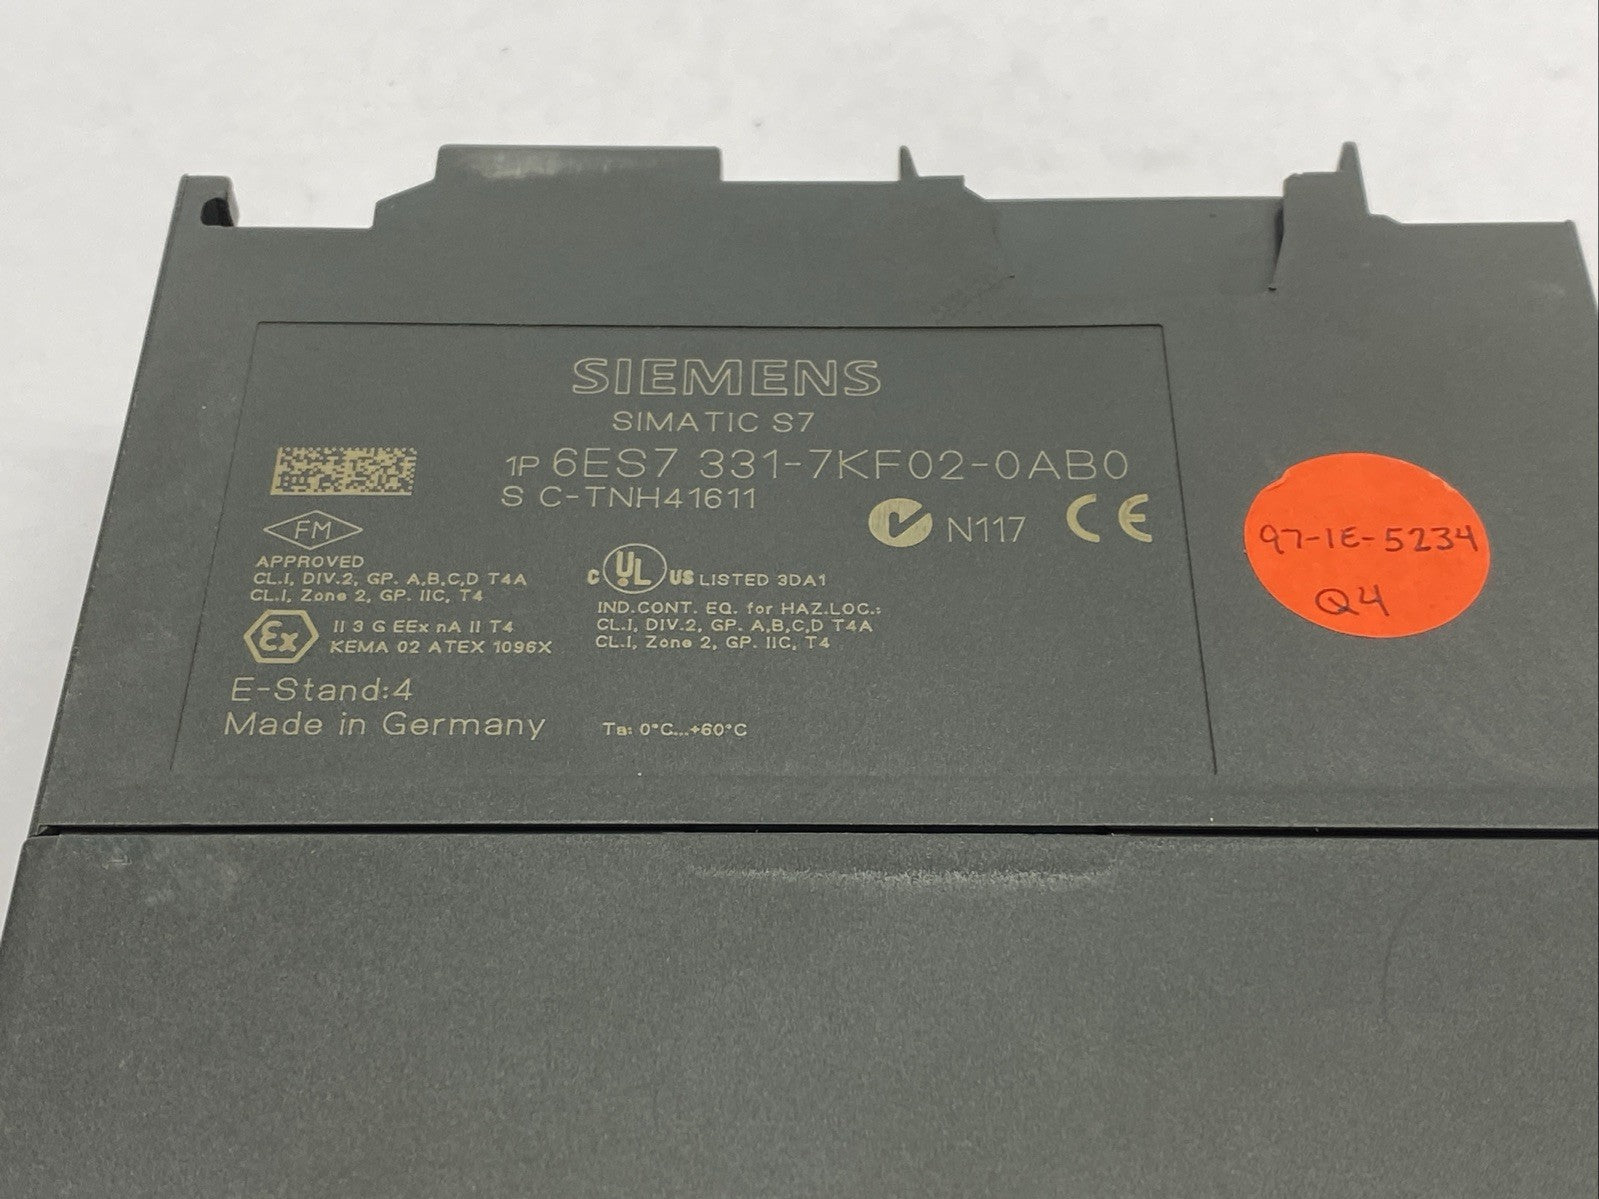 SIEMENS
SIMATIC S7
1P 6ES7 331-7KF02-0AB0
S C-TNH41611
N117 CE
FM
APPROVED
CL.I, DIV.2, GP. A,B,C,D T4A
CL.I, Zone 2, GP. IIC, T4
Ex II 3 G EEx nA II T4
KEMA 02 ATEX 1096X
C UL US LISTED 3DA1
IND.CONT. EQ. for HAZ.LOC.:
CL.I, DIV.2, GP. A,B,C,D T4A
CL.I, Zone 2, GP. IIC, T4
E-Stand:4
Made in Germany
Ta: 0°C...+60°C
97-1E-5234
Q4